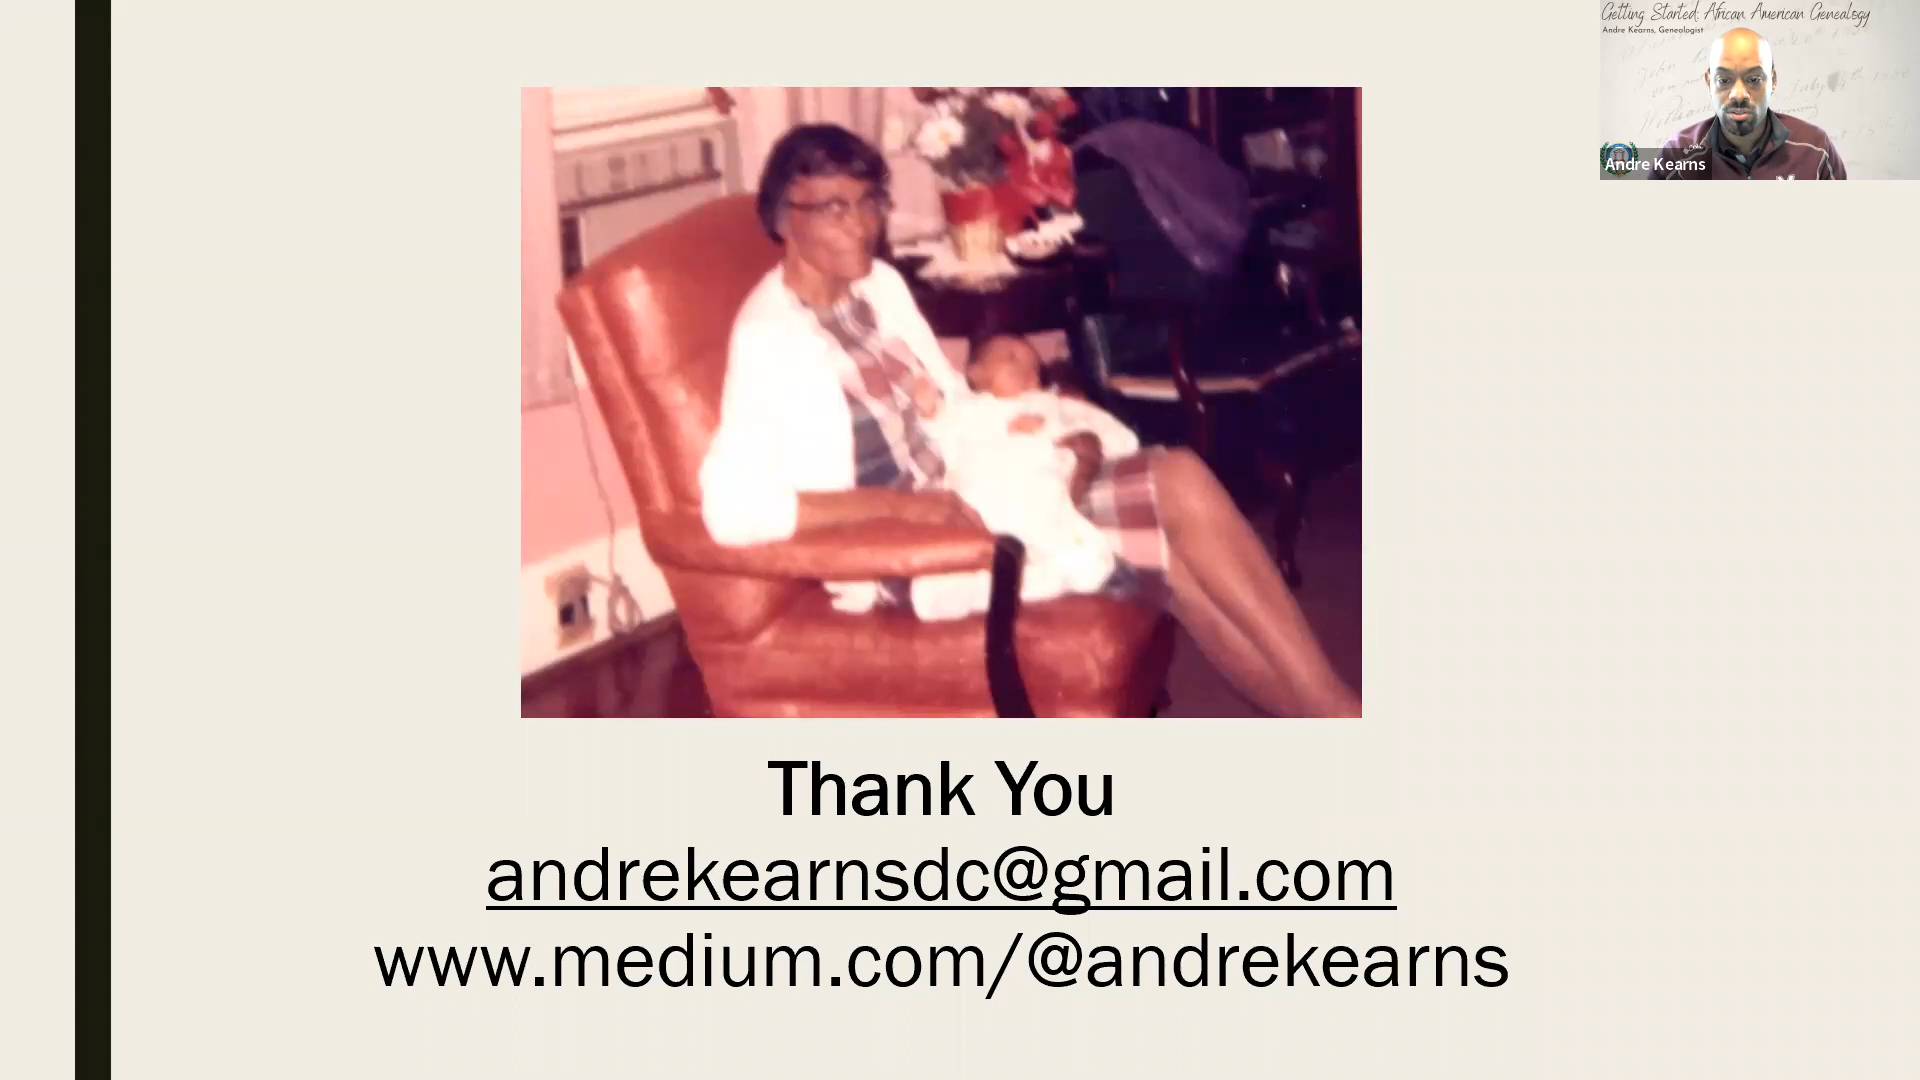 Getting Started: African American Genealogy
Andre Kearns, Genealogist
Andre Kearns
Thank You
andrekearnsdc@gmail.com
www.medium.com/@andrekearns